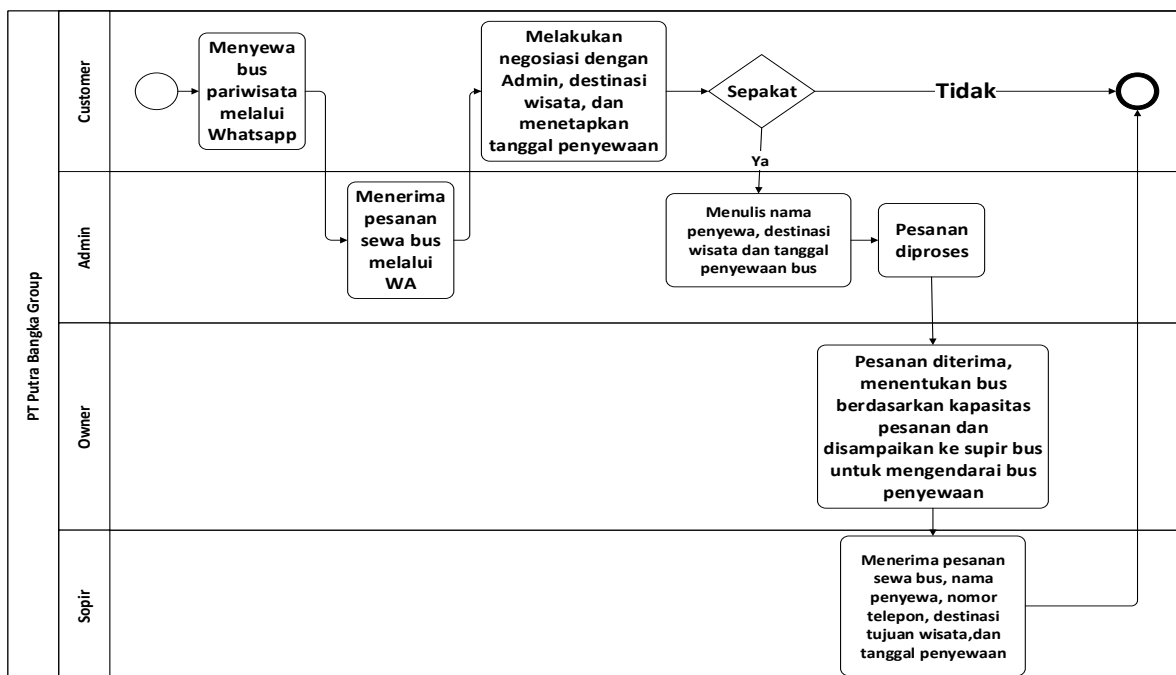 PT Putra Bangka Group
Customer
Menyewa
bus
pariwisata
melalui
Whatsapp
Melakukan
negosiasi dengan
Admin, destinasi
wisata, dan
menetapkan
tanggal penyewaan
Sepakat
Tidak
Ya
Admin
Menerima
pesanan
sewa bus
melalui
WA
Menulis nama
penyewa, destinasi
wisata dan tanggal
penyewaan bus
Pesanan
diproses
Owner
Pesanan diterima,
menentukan bus
berdasarkan kapasitas
pesanan dan
disampaikan ke supir bus
untuk mengendarai bus
penyewaan
Sopir
Menerima pesanan
sewa bus, nama
penyewa, nomor
telepon, destinasi
tujuan wisata,dan
tanggal penyewaan